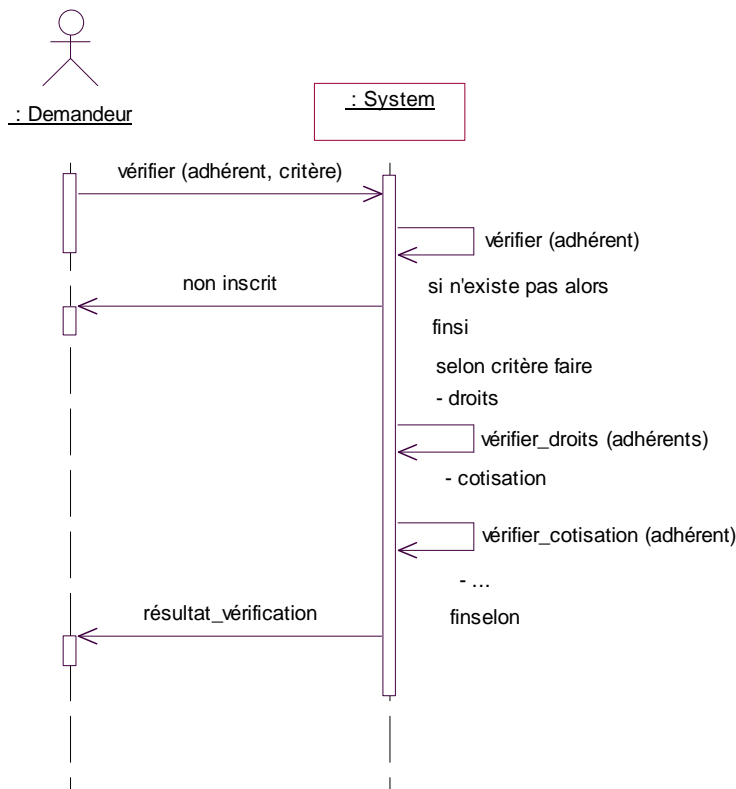 : Demandeur
: System
vérifier (adhérent, critère)
vérifier (adhérent)
non inscrit
si n'existe pas alors
finsi
selon critère faire
- droits
vérifier_droits (adhérents)
- cotisation
vérifier_cotisation (adhérent)
- ...
résultat_vérification
finselon